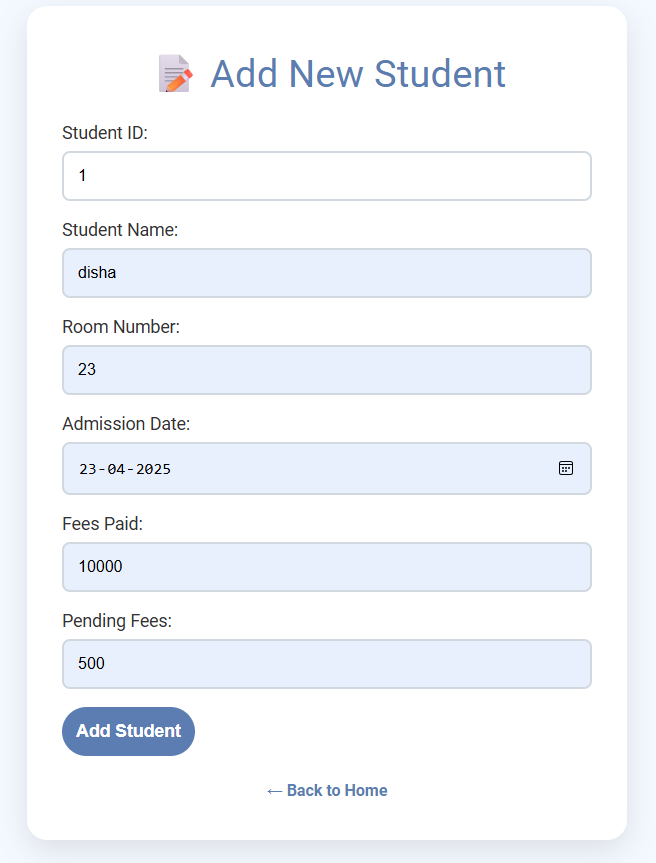 Add New Student
Student ID:
1
Student Name:
disha
Room Number:
23
Admission Date:
23-04-2025
Fees Paid:
10000
Pending Fees:
500
Add Student
← Back to Home